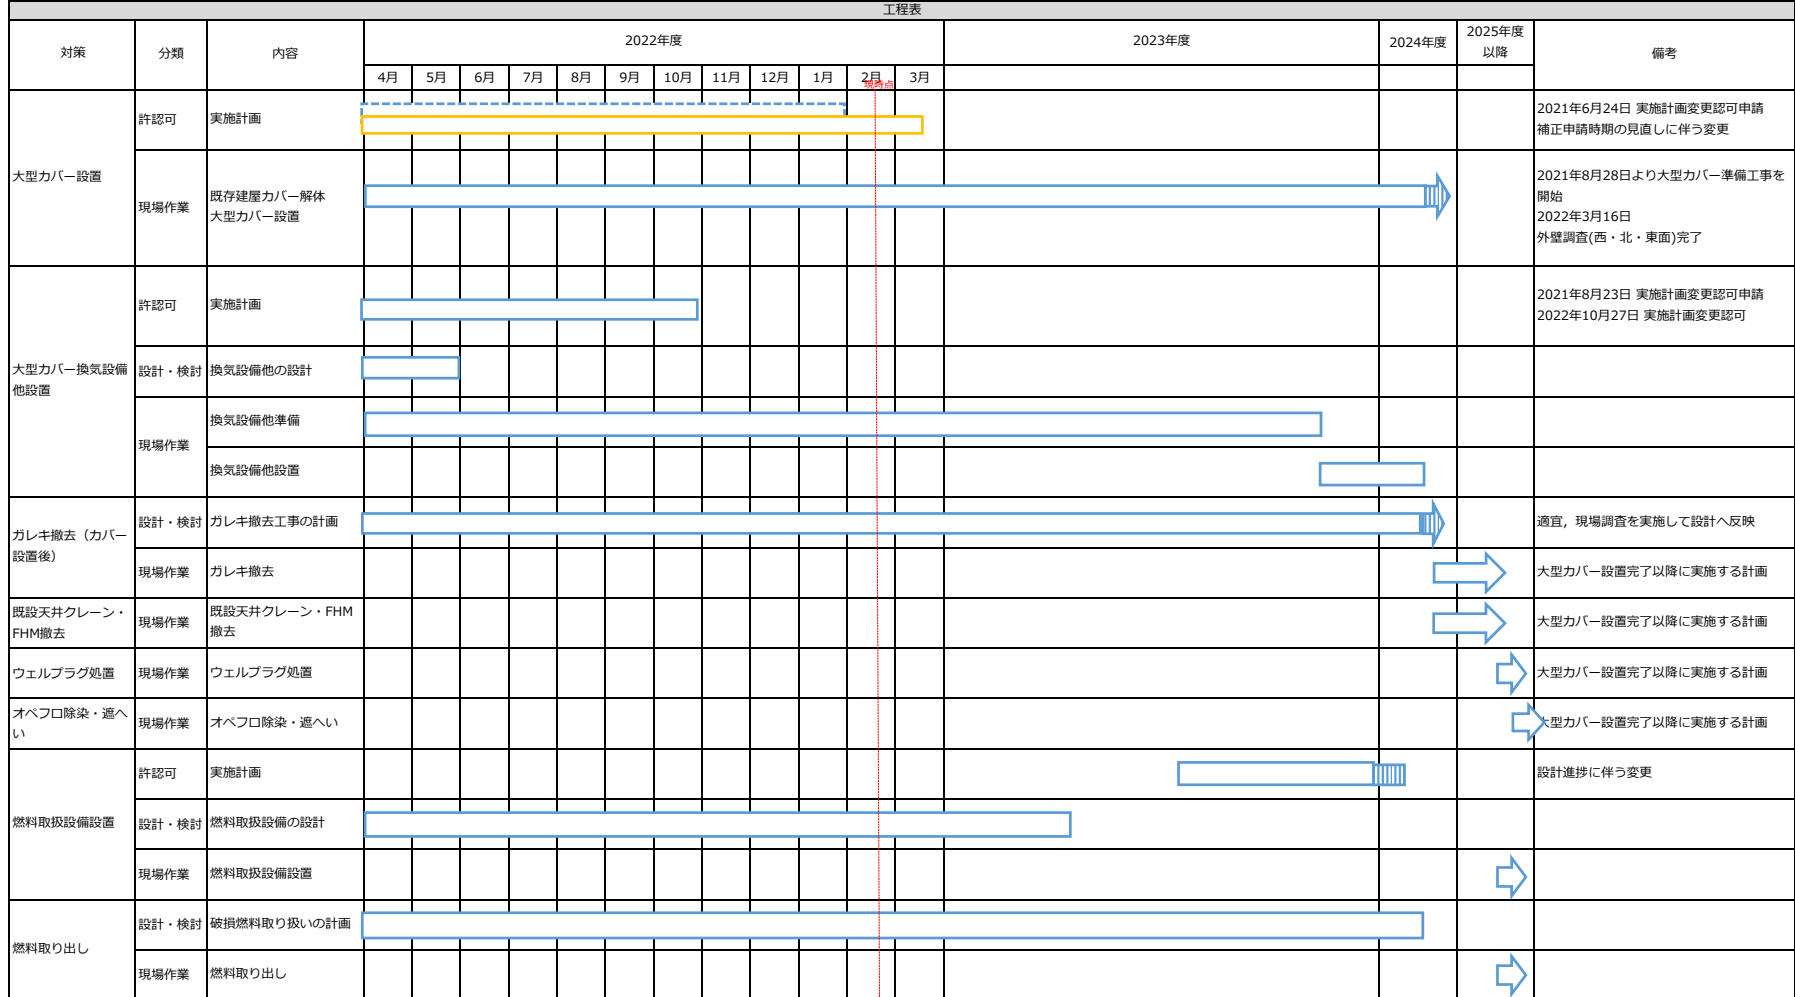 工程表
対策
分類
内容
2022年度
2023年度
2024年度
2025年度
以降
備考
4月
5月
6月
7月
8月
9月
10月
11月
12月
1月
2月
3月
現時点
大型カバー設置
許認可
実施計画
2021年6月24日 実施計画変更認可申請
補正申請時期の見直しに伴う変更
現場作業
既存建屋カバー解体
大型カバー設置
2021年8月28日より大型カバー準備工事を
開始
2022年3月16日
外壁調査(西・北・東面)完了
大型カバー換気設備
他設置
許認可
実施計画
2021年8月23日 実施計画変更認可申請
2022年10月27日 実施計画変更認可
設計・検討
換気設備他の設計
現場作業
換気設備他準備
換気設備他設置
ガレキ撤去（カバー
設置後）
設計・検討
ガレキ撤去工事の計画
適宜，現場調査を実施して設計へ反映
現場作業
ガレキ撤去
大型カバー設置完了以降に実施する計画
既設天井クレーン・
FHM撤去
現場作業
既設天井クレーン・FHM
撤去
大型カバー設置完了以降に実施する計画
ウェルプラグ処置
現場作業
ウェルプラグ処置
大型カバー設置完了以降に実施する計画
オペフロ除染・遮へ
い
現場作業
オペフロ除染・遮へい
大型カバー設置完了以降に実施する計画
燃料取扱設備設置
許認可
実施計画
設計進捗に伴う変更
設計・検討
燃料取扱設備の設計
現場作業
燃料取扱設備設置
燃料取り出し
設計・検討
破損燃料取り扱いの計画
現場作業
燃料取り出し